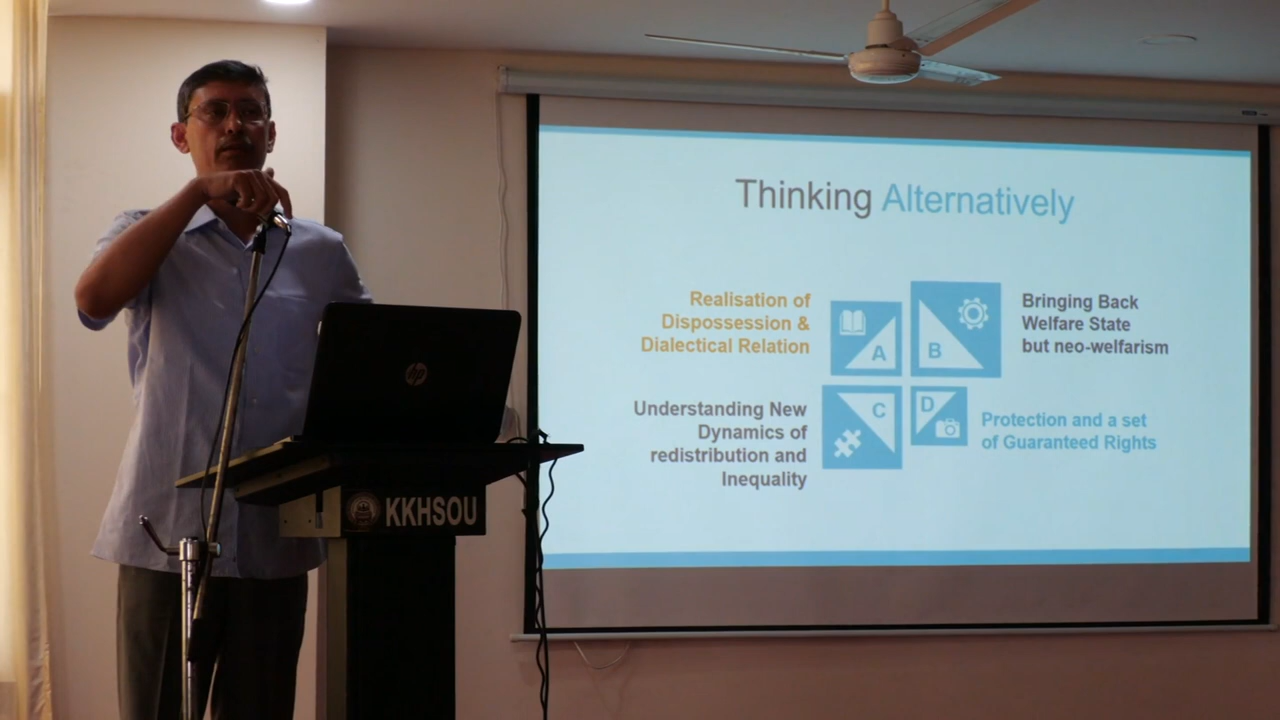 Thinking Alternatively
Realisation of
Dispossession &
Dialectical Relation
A
B
Bringing Back
Welfare State
but neo-welfarism
Understanding New
Dynamics of
redistribution and
Inequality
C
D
Protection and a set
of Guaranteed Rights
hp
KKHSOU